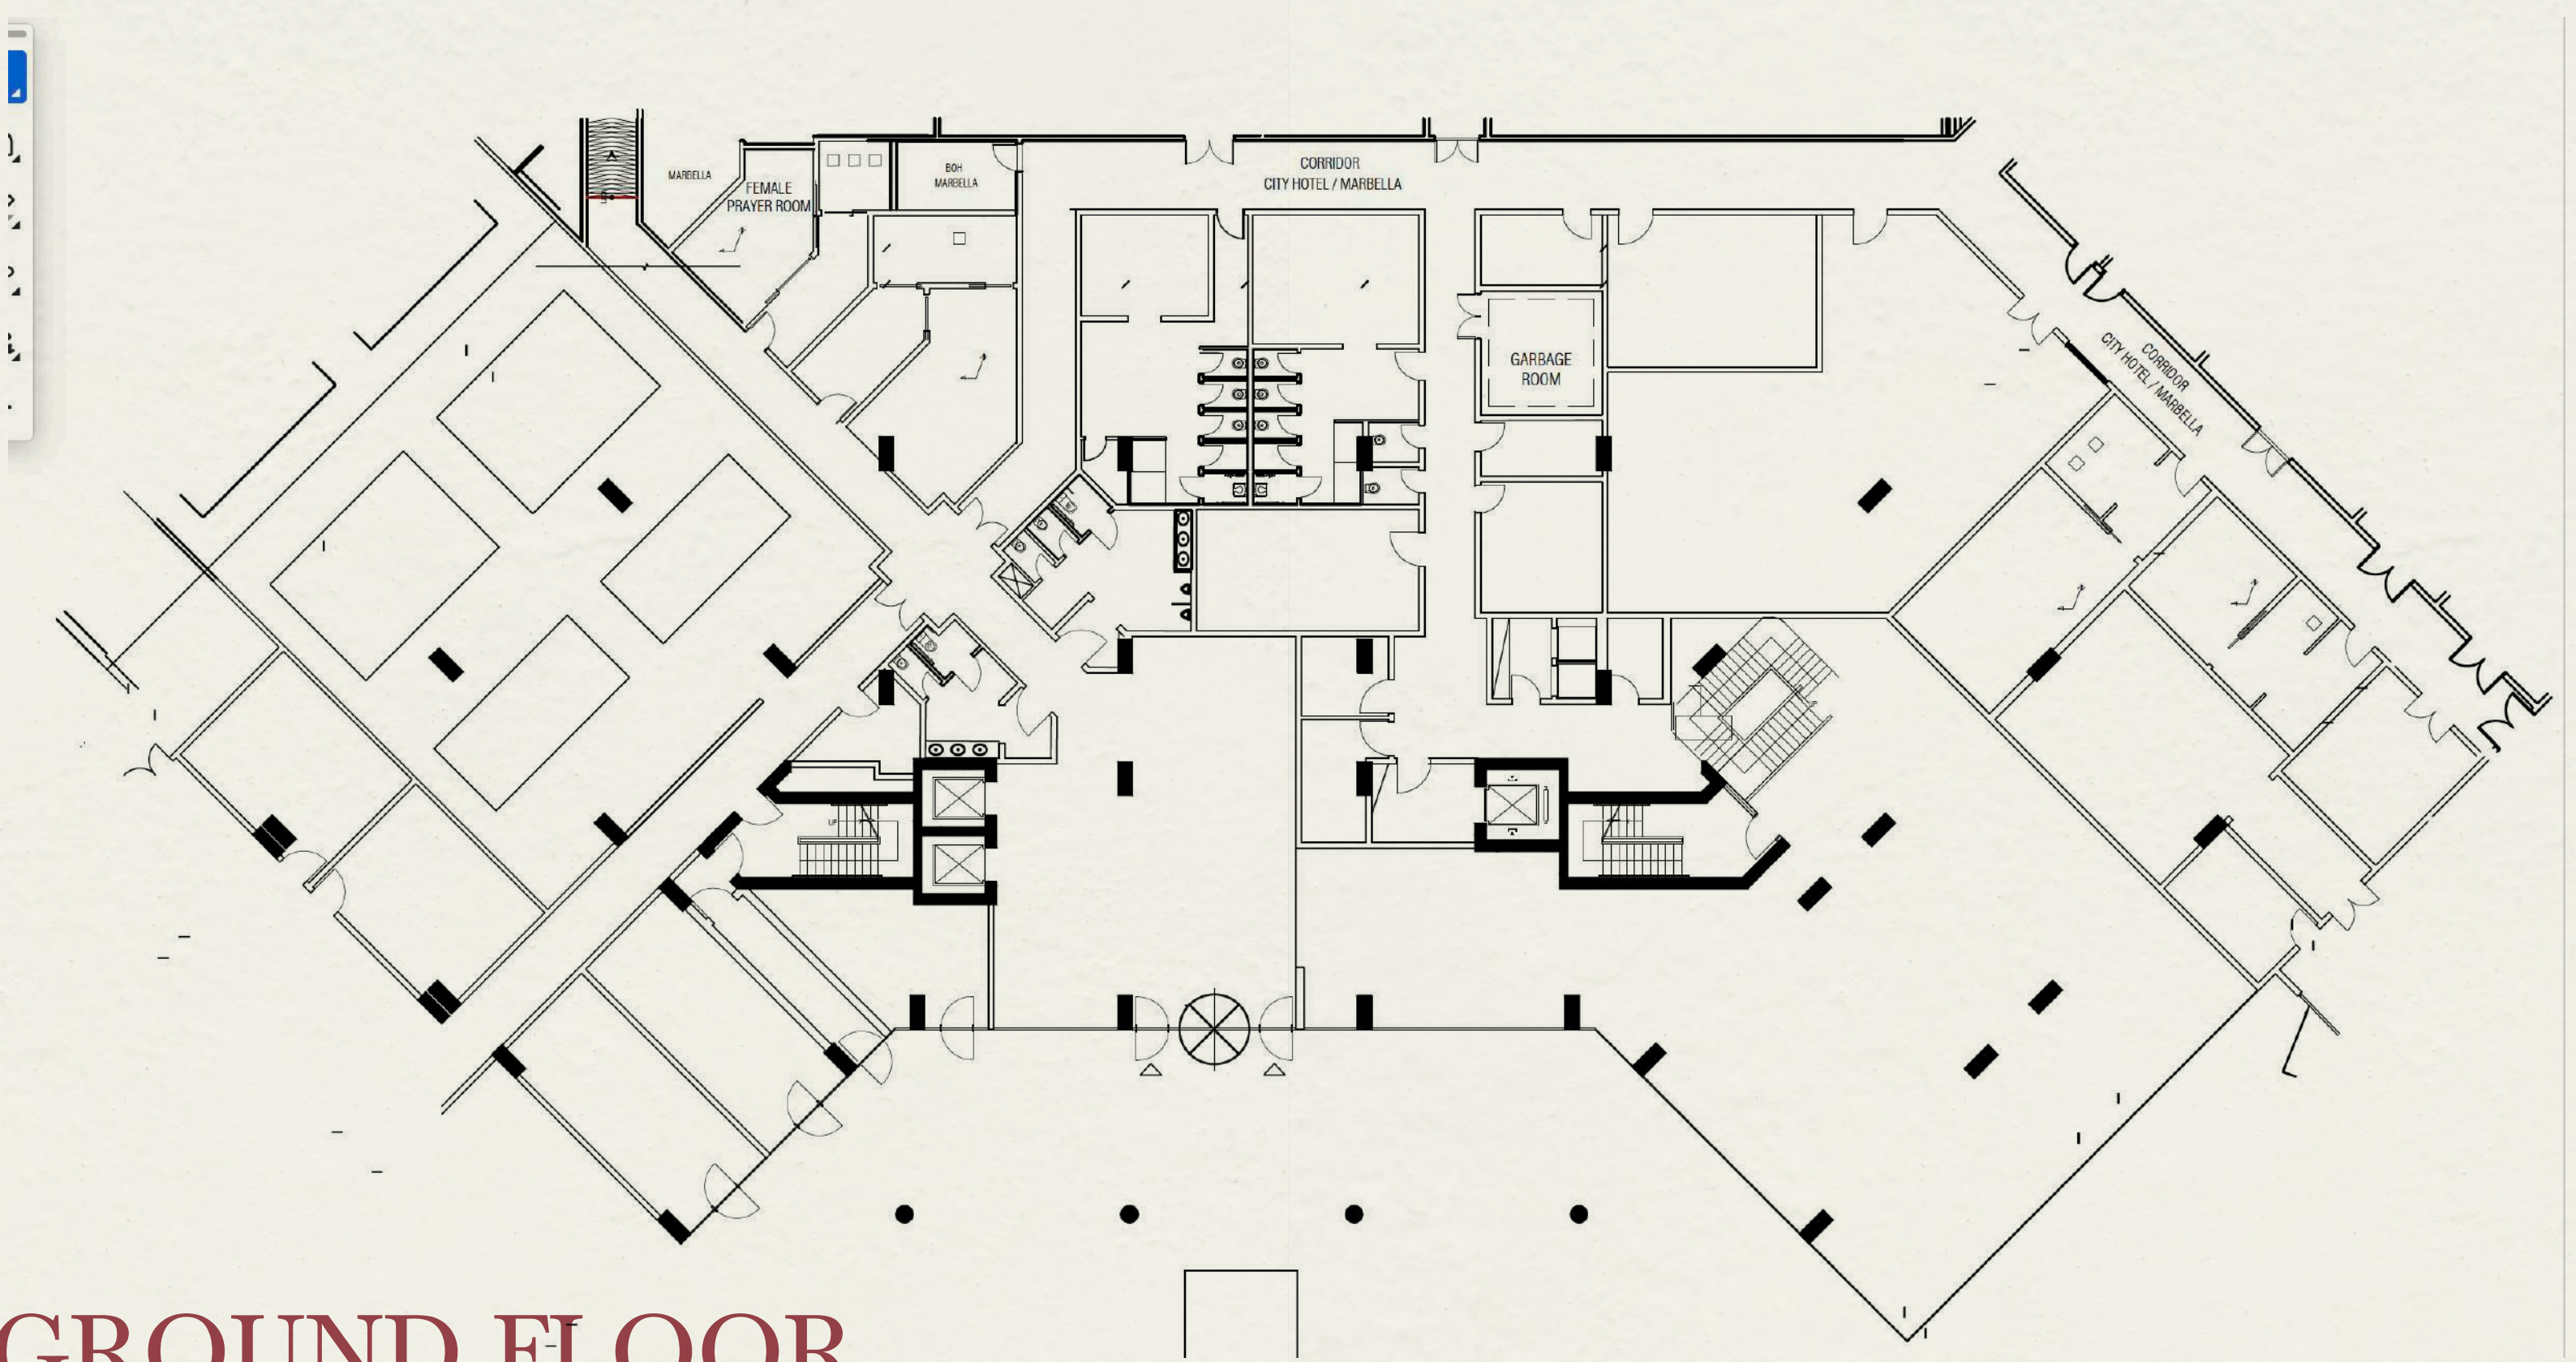 MARBELLA
FEMALE
PRAYER ROOM
BOH
MARBELLA
CORRIDOR
CITY HOTEL / MARBELLA
GARBAGE
ROOM
CORRIDOR
CITY HOTEL / MARBELLA
UP
GROUND FLOOR